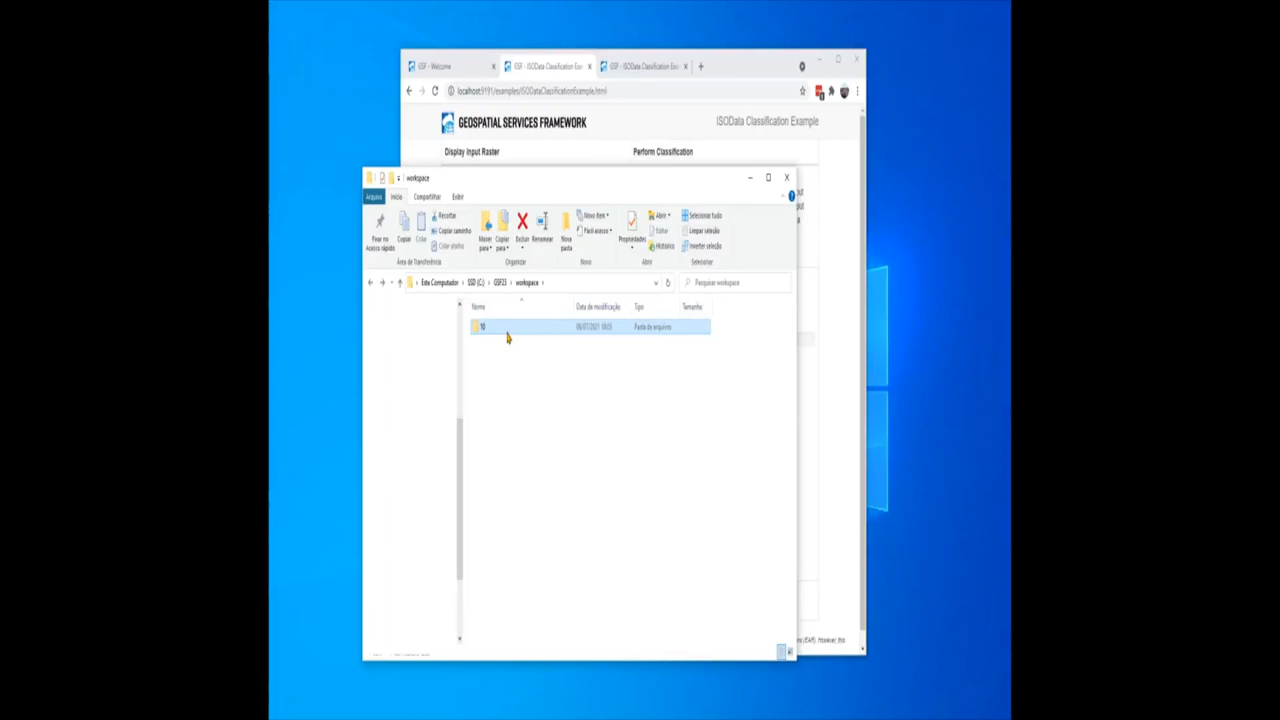 GSF - Welcome
GSF - ISOData Classification Exa
GSF - ISOData Classification Exa
localhost:9191/examples/ISODataClassificationExample.html
GEOSPATIAL SERVICES FRAMEWORK
ISOData Classification Example
Display Input Raster
Perform Classification
workspace
Arquivo
Início
Compartilhar
Exibir
Fixar no
Acesso rápido
Copiar
Colar
Recortar
Copiar caminho
Colar atalho
Área de Transferência
Mover
para
Copiar
para
Excluir
Renomear
Organizar
Nova
pasta
Novo item
Fácil acesso
Novo
Propriedades
Abrir
Editar
Histórico
Abrir
Selecionar tudo
Limpar seleção
Inverter seleção
Selecionar
Este Computador
SSD (C:)
GSF23
workspace
Pesquisar workspace
Nome
Data de modificação
Tipo
Tamanho
10
Pasta de arquivos
However, this